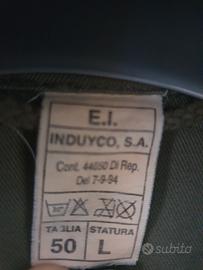 E.I.
INDUYCO, S.A.
Cont. 44050 Di Rep.
Del 7-9-94
TAGLIA STATURA
50 L
subito